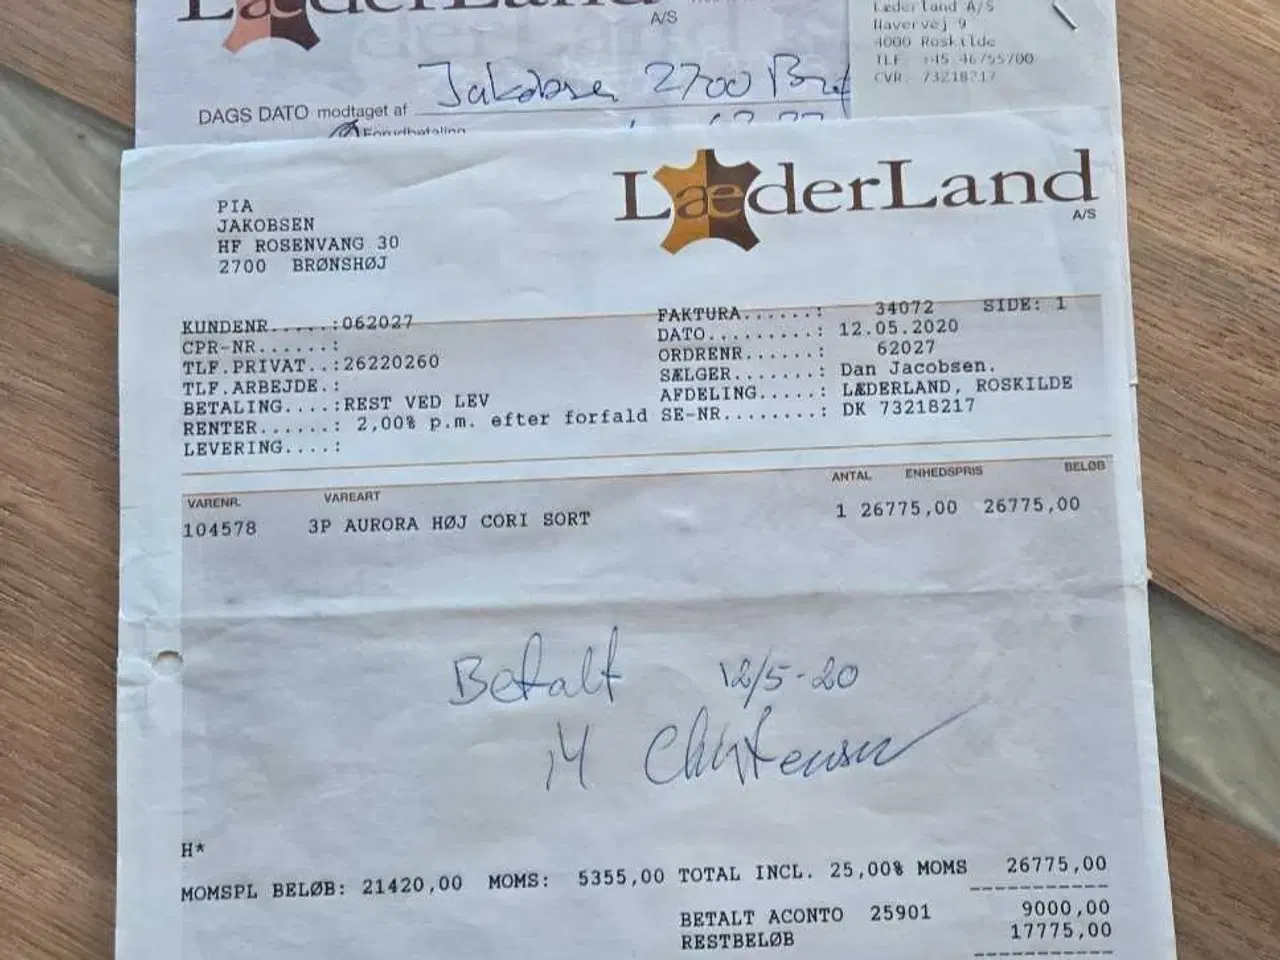 LæderLand
A/S
Læderland A/S
Havervej 9
4000 Roskilde
TLF. +45 46755700
CVR. 73218217
DAGS DATO modtaget af Jakobsen 2700
Forudbetaling
LæderLand
A/S
PIA
JAKOBSEN
HF ROSENVANG 30
2700 BRØNSHØJ
KUNDENR.....:062027
CPR-NR......:
TLF.PRIVAT..:26220260
TLF.ARBEJDE.:
BETALING....:REST VED LEV
RENTER......: 2,00% p.m. efter forfald
LEVERING....:
FAKTURA......: 34072 SIDE: 1
DATO.........: 12.05.2020
ORDRENR......: 62027
SÆLGER.......: Dan Jacobsen.
AFDELING.....: LÆDERLAND, ROSKILDE
SE-NR........: DK 73218217
VARENR. VAREART ANTAL ENHEDSPRIS BELØB
104578 3P AURORA HØJ CORI SORT 1 26775,00 26775,00
Betalt 12/5-20
M Christensen
H*
MOMSPL BELØB: 21420,00 MOMS: 5355,00 TOTAL INCL. 25,00% MOMS 26775,00
BETALT ACONTO 25901 9000,00
RESTBELØB 17775,00